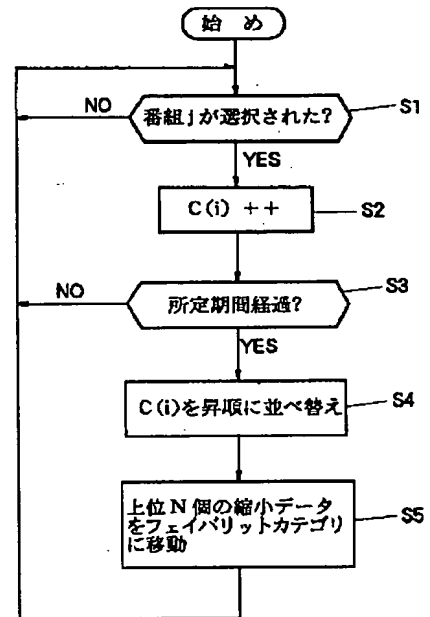 始 め
番組jが選択された?
S1
NO
YES
C(i) ++
S2
所定期間経過?
S3
NO
YES
C(i)を昇順に並べ替え
S4
上位N個の縮小データ
をフェイバリットカテゴリ
に移動
S5